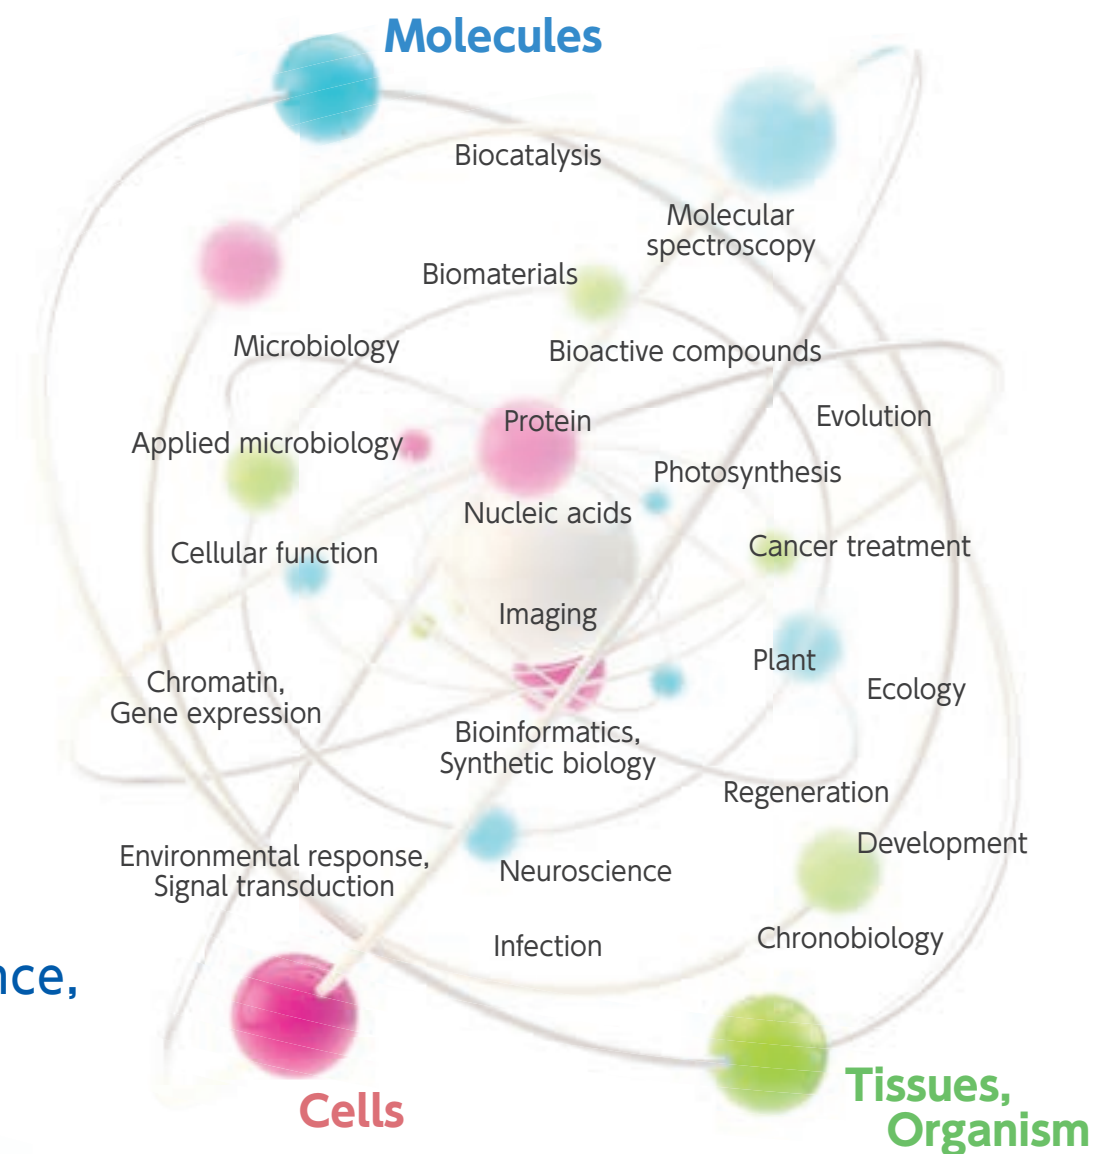 Molecules
Biocatalysis
Molecular
spectroscopy
Biomaterials
Microbiology
Bioactive compounds
Evolution
Protein
Applied microbiology
Photosynthesis
Nucleic acids
Cancer treatment
Cellular function
Imaging
Plant
Chromatin,
Gene expression
Ecology
Bioinformatics,
Synthetic biology
Regeneration
Development
Environmental response,
Signal transduction
Neuroscience
Chronobiology
Infection
nce,
Tissues,
Organism
Cells